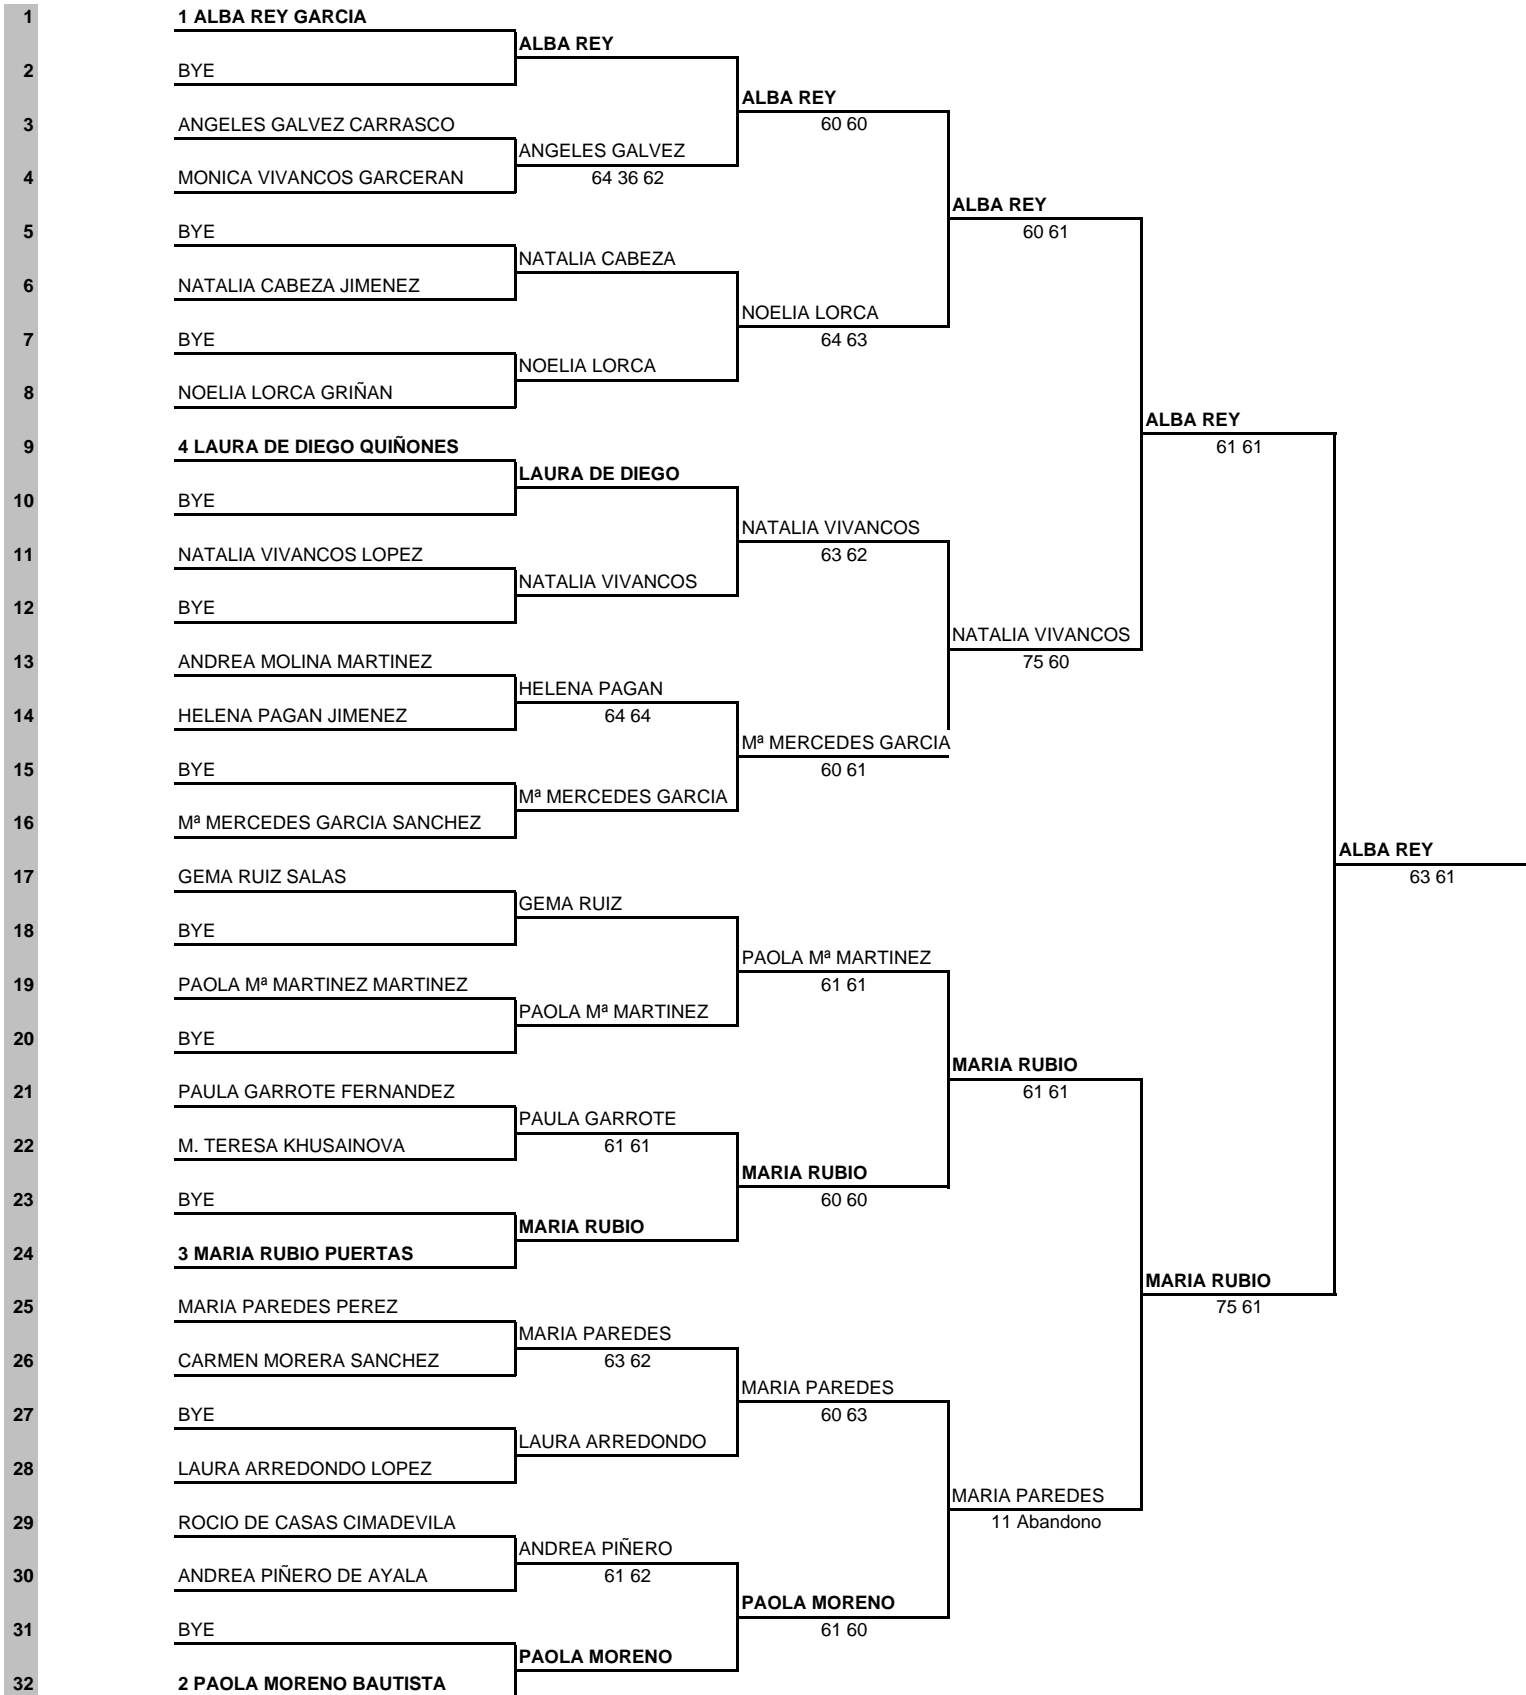 1 1 ALBA REY GARCIA
ALBA REY
2 BYE
ALBA REY
3 ANGELES GALVEZ CARRASCO 60 60
ANGELES GALVEZ
4 MONICA VIVANCOS GARCERAN 64 36 62
ALBA REY
5 BYE 60 61
NATALIA CABEZA
6 NATALIA CABEZA JIMENEZ
NOELIA LORCA
7 BYE 64 63
NOELIA LORCA
8 NOELIA LORCA GRIÑAN
ALBA REY
9 4 LAURA DE DIEGO QUIÑONES 61 61
LAURA DE DIEGO
10 BYE
NATALIA VIVANCOS
11 NATALIA VIVANCOS LOPEZ 63 62
NATALIA VIVANCOS
12 BYE
NATALIA VIVANCOS
13 ANDREA MOLINA MARTINEZ 75 60
HELENA PAGAN
14 HELENA PAGAN JIMENEZ 64 64
Mª MERCEDES GARCIA
15 BYE 60 61
Mª MERCEDES GARCIA
16 Mª MERCEDES GARCIA SANCHEZ
ALBA REY
17 GEMA RUIZ SALAS 63 61
GEMA RUIZ
18 BYE
PAOLA Mª MARTINEZ
19 PAOLA Mª MARTINEZ MARTINEZ 61 61
PAOLA Mª MARTINEZ
20 BYE
MARIA RUBIO
21 PAULA GARROTE FERNANDEZ 61 61
PAULA GARROTE
22 M. TERESA KHUSAINOVA 61 61
MARIA RUBIO
23 BYE 60 60
MARIA RUBIO
24 3 MARIA RUBIO PUERTAS
MARIA RUBIO
25 MARIA PAREDES PEREZ 75 61
MARIA PAREDES
26 CARMEN MORERA SANCHEZ 63 62
MARIA PAREDES
27 BYE 60 63
LAURA ARREDONDO
28 LAURA ARREDONDO LOPEZ
MARIA PAREDES
29 ROCIO DE CASAS CIMADEVILA 11 Abandono
ANDREA PIÑERO
30 ANDREA PIÑERO DE AYALA 61 62
PAOLA MORENO
31 BYE 61 60
PAOLA MORENO
32 2 PAOLA MORENO BAUTISTA